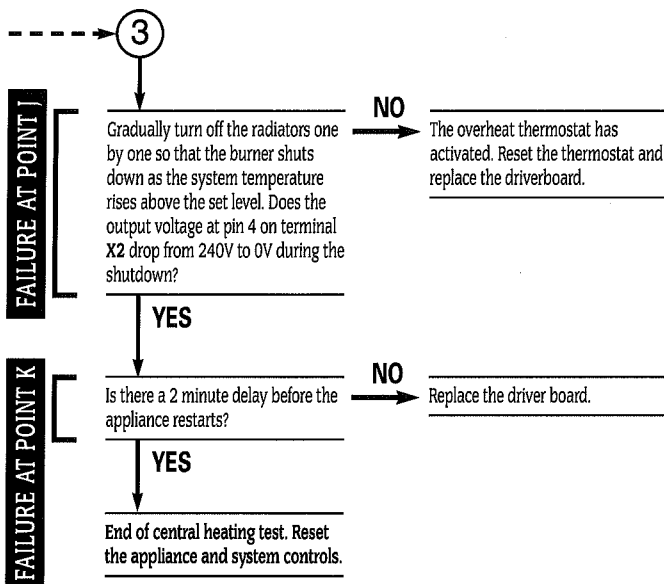 3
FAILURE AT POINT J
Gradually turn off the radiators one
by one so that the burner shuts
down as the system temperature
rises above the set level. Does the
output voltage at pin 4 on terminal
X2 drop from 240V to 0V during the
shutdown?
NO
The overheat thermostat has
activated. Reset the thermostat and
replace the driverboard.
YES
FAILURE AT POINT K
Is there a 2 minute delay before the
appliance restarts?
NO
Replace the driver board.
YES
End of central heating test. Reset
the appliance and system controls.